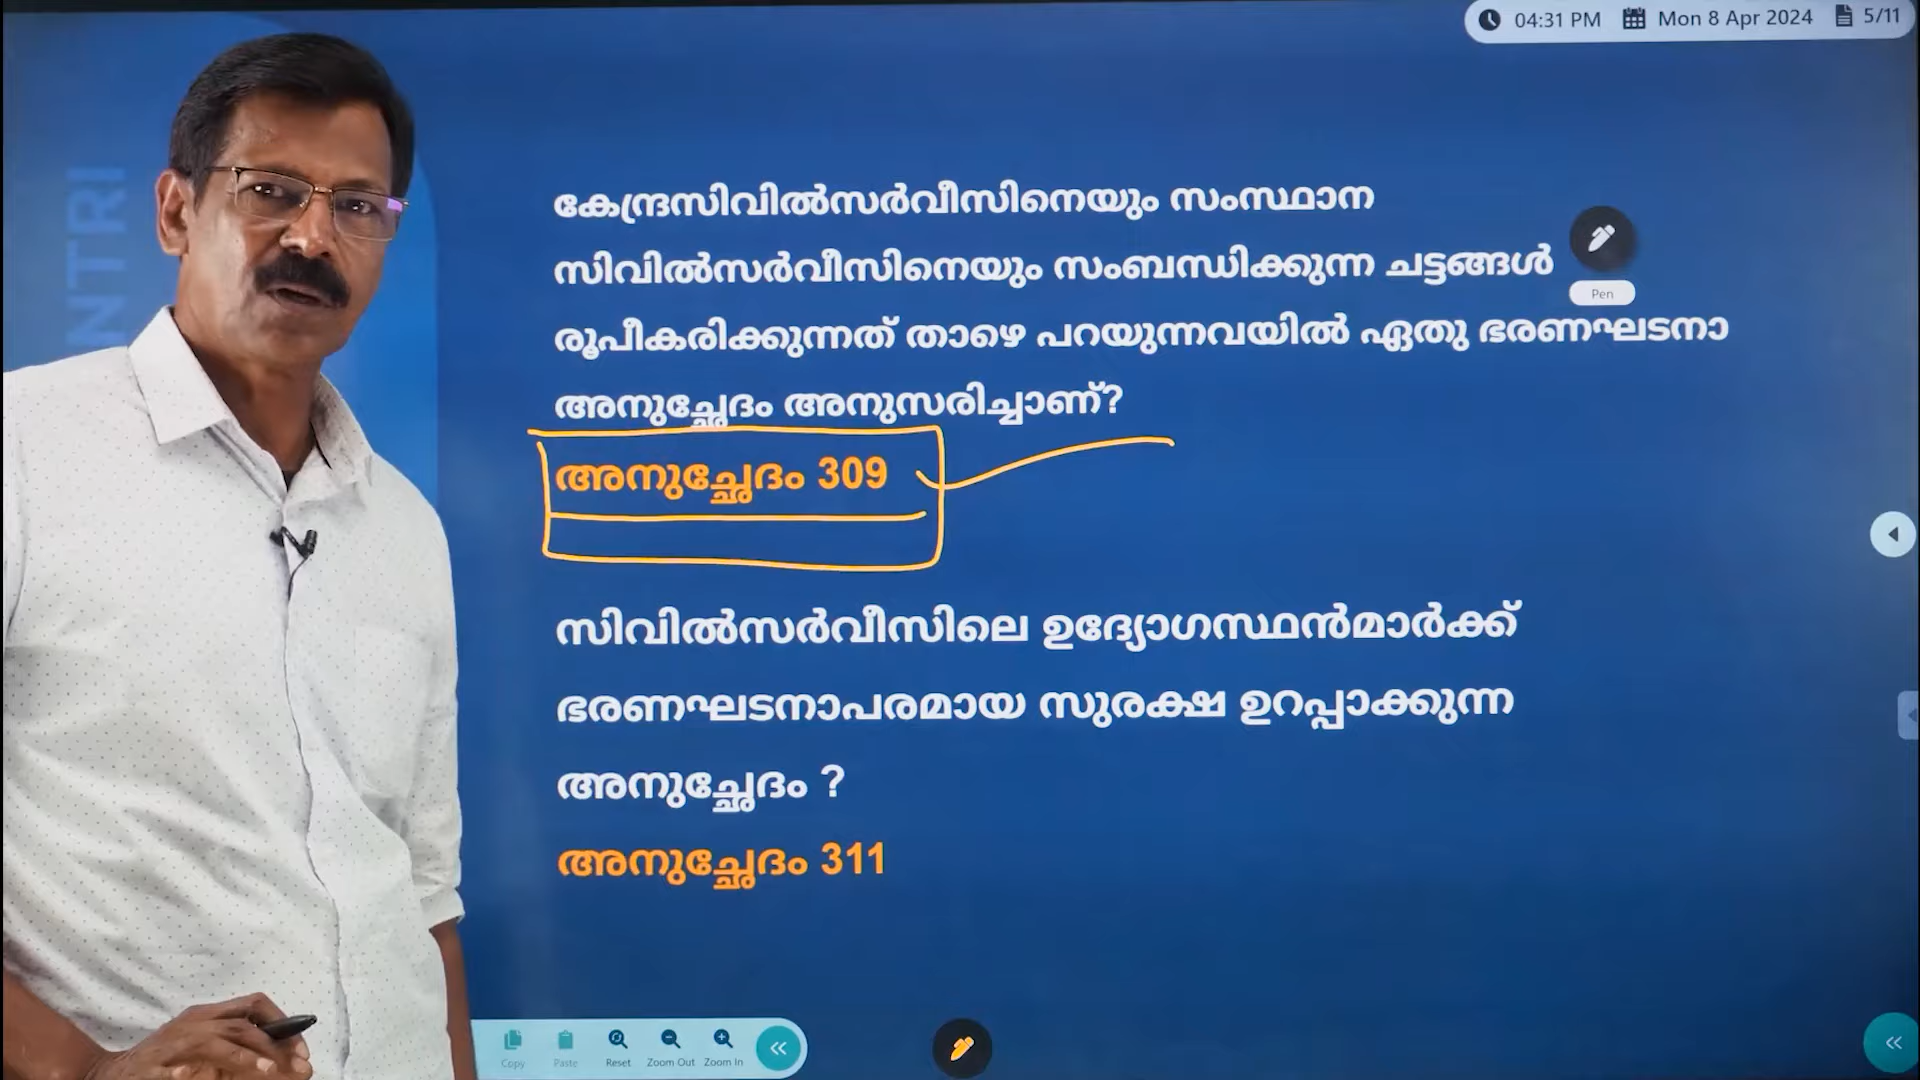 04:31 PM Mon 8 Apr 2024 5/11
NTRI
കേന്ദ്രസിവിൽസർവീസിനെയും സംസ്ഥാന
സിവിൽസർവീസിനെയും സംബന്ധിക്കുന്ന ചട്ടങ്ങൾ
Pen
രൂപീകരിക്കുന്നത് താഴെ പറയുന്നവയിൽ ഏതു ഭരണഘടനാ
അനുച്ഛേദം അനുസരിച്ചാണ്?
അനുച്ഛേദം 309
സിവിൽസർവീസിലെ ഉദ്യോഗസ്ഥൻമാർക്ക്
ഭരണഘടനാപരമായ സുരക്ഷ ഉറപ്പാക്കുന്ന
അനുച്ഛേദം ?
അനുച്ഛേദം 311
Copy Paste Reset Zoom Out Zoom In